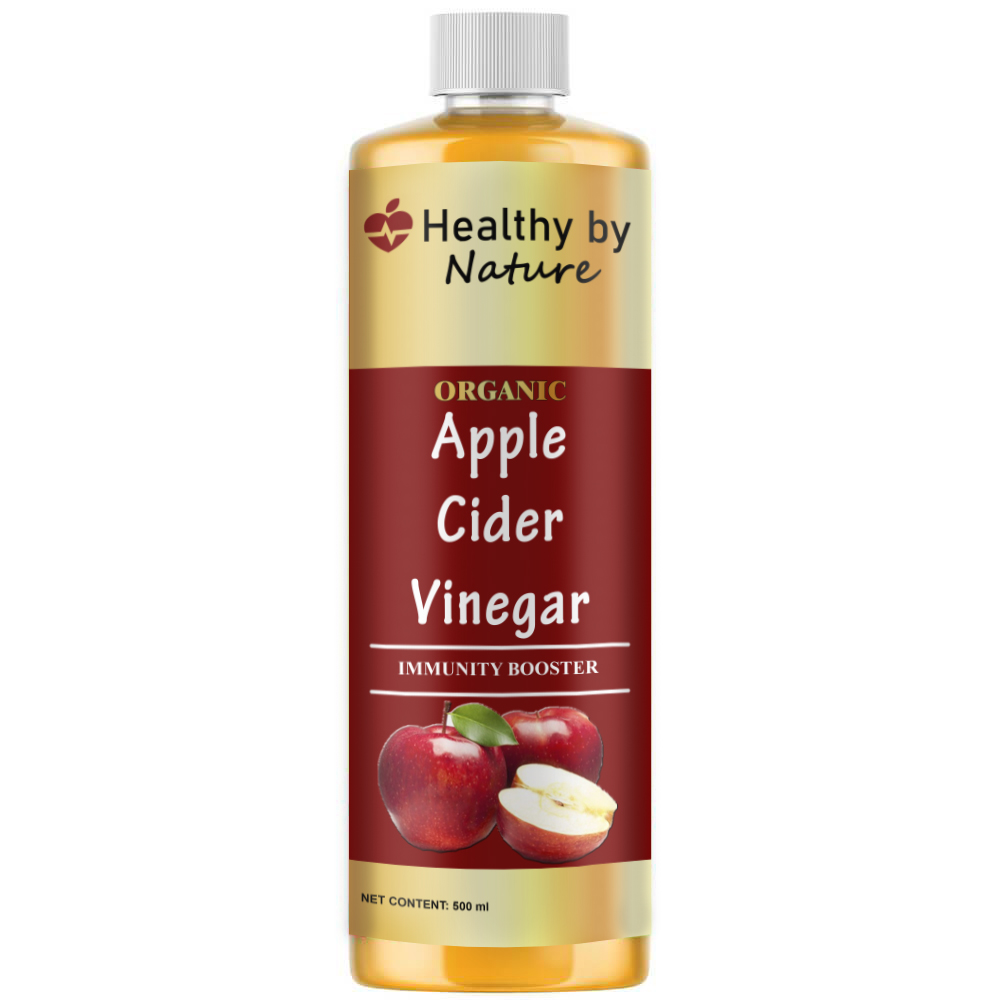 Healthy by
Nature
ORGANIC
Apple
Cider
Vinegar
IMMUNITY BOOSTER
NET CONTENT: 500 ml